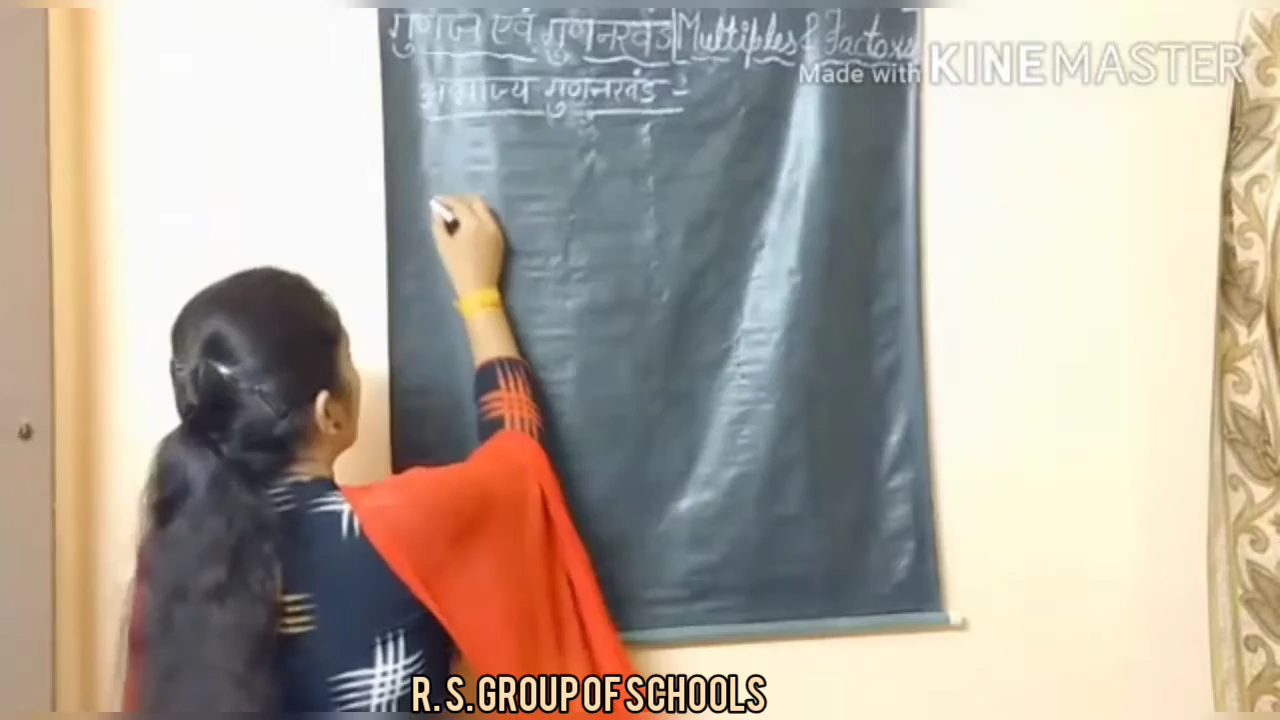 गुणज एवं गुणनखंड|Multiples & Factors
Made with KINEMASTER
अभाज्य गुणनखंड :-
R. S. GROUP OF SCHOOLS